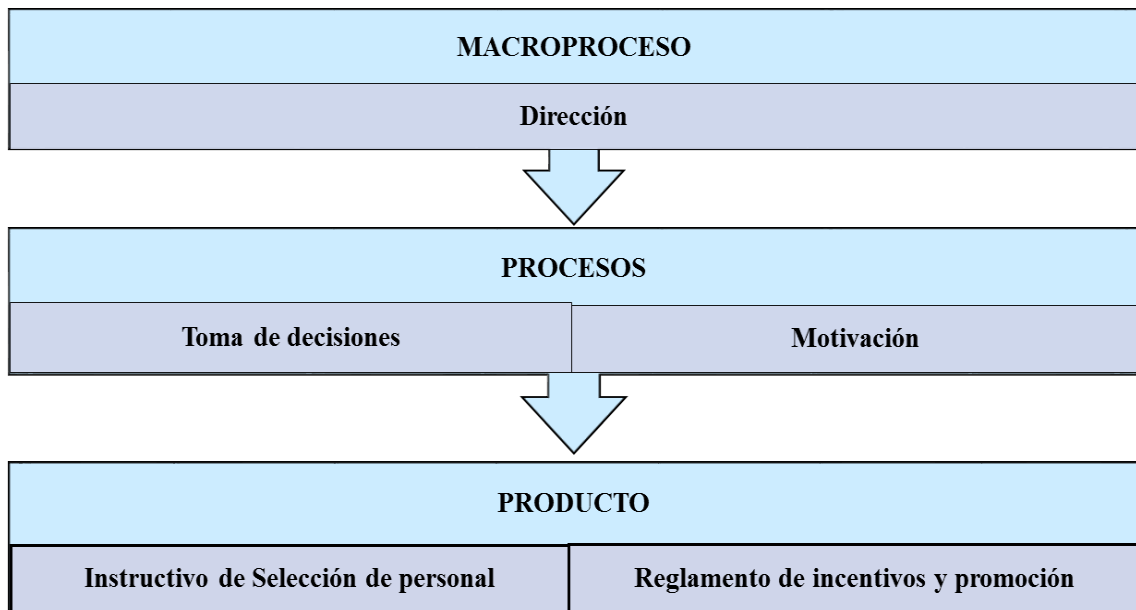 MACROPROCESO
Dirección
PROCESOS
Toma de decisiones
Motivación
PRODUCTO
Instructivo de Selección de personal
Reglamento de incentivos y promoción